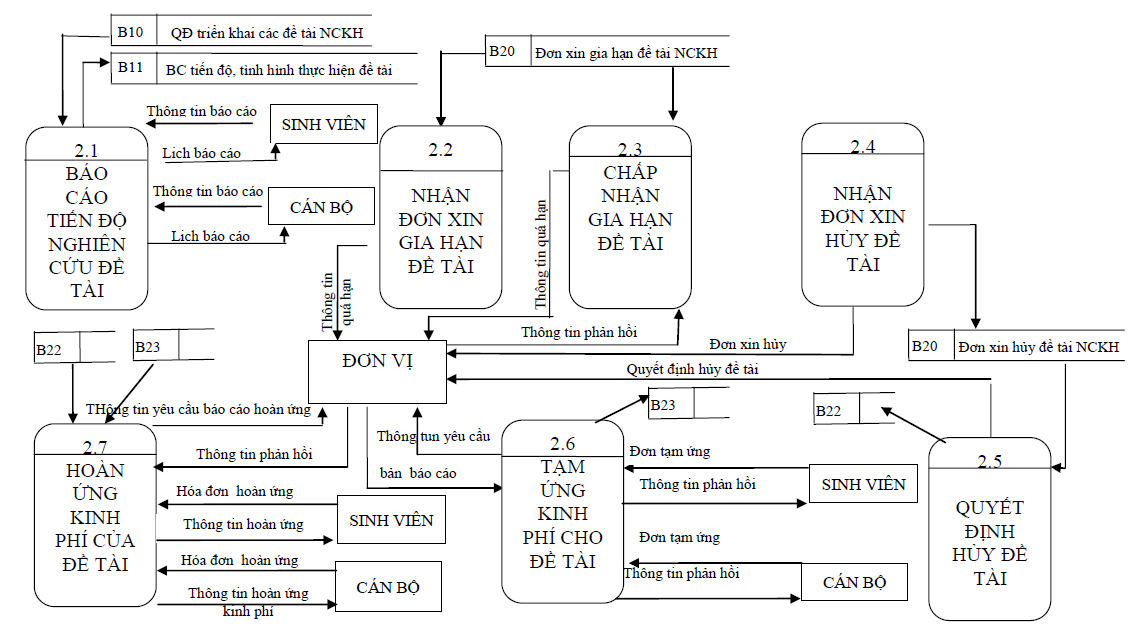 B10 QĐ triển khai các đề tài NCKH
B11 BC tiến độ, tình hình thực hiện đề tài
B20 Đơn xin gia hạn đề tài NCKH
Thông tin báo cáo
SINH VIÊN
Lich báo cáo
Thông tin báo cáo
CÁN BỘ
Lich báo cáo
2.1
BÁO
CÁO
TIẾN ĐỘ
NGHIÊN
CỨU ĐỀ
TÀI
2.2
NHẬN
ĐƠN XIN
GIA HẠN
ĐỀ TÀI
2.3
CHẤP
NHẬN
GIA HẠN
ĐỀ TÀI
2.4
NHẬN
ĐƠN XIN
HỦY ĐỀ
TÀI
Thông tin
quá hạn
Thông tin quá hạn
Thông tin phản hồi
Đơn xin hủy
B20 Đơn xin hủy đề tài NCKH
Quyết định hủy đề tài
ĐƠN VỊ
B22
B23
THông tin yêu cầu báo cáo hoàn ứng
Thông tin phản hồi
Thông tun yêu cầu
bản báo cáo
B23
B22
2.7
HOÀN
ỨNG
KINH
PHÍ CỦA
ĐỀ TÀI
Hóa đơn hoàn ứng
Thông tin hoàn ứng
SINH VIÊN
Hóa đơn hoàn ứng
Thông tin hoàn ứng
kinh phí
CÁN BỘ
2.6
TẠM
ỨNG
KINH
PHÍ CHO
ĐỀ TÀI
Đơn tạm ứng
Thông tin phản hồi
SINH VIÊN
Đơn tạm ứng
Thông tin phản hồi
CÁN BỘ
2.5
QUYẾT
ĐỊNH
HỦY ĐỀ
TÀI